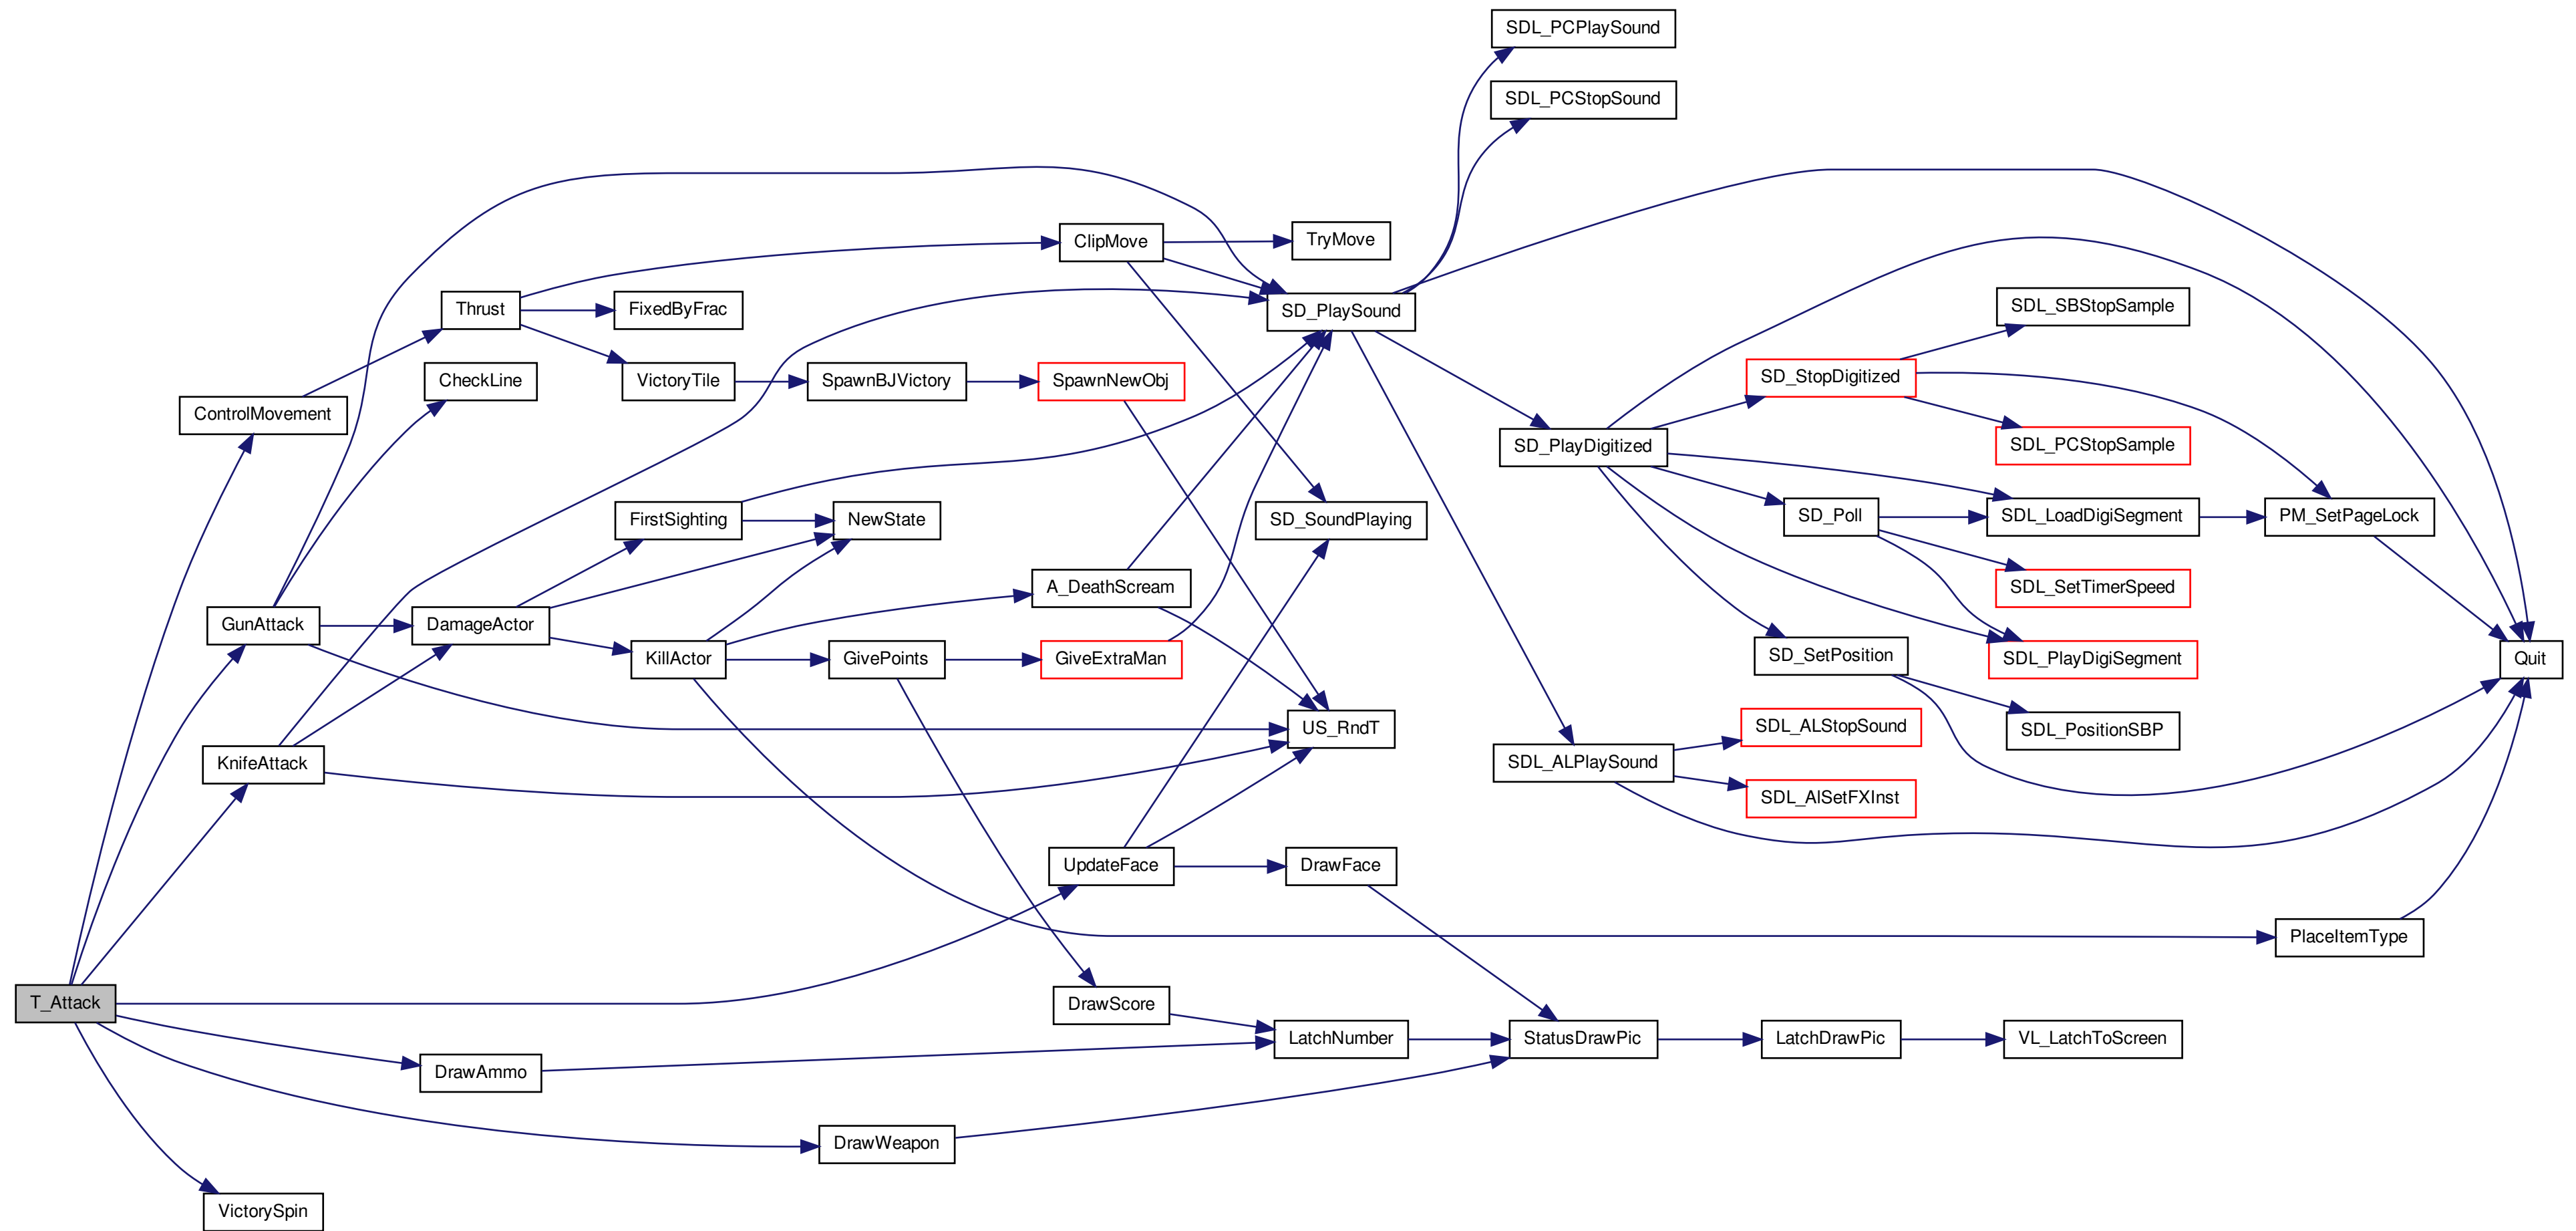 SDL_PCPlaySound
SDL_PCStopSound
ClipMove
TryMove
Thrust
FixedByFrac
SD_PlaySound
SDL_SBStopSample
CheckLine
VictoryTile
SpawnBJVictory
SpawnNewObj
SD_StopDigitized
ControlMovement
SD_PlayDigitized
SDL_PCStopSample
FirstSighting
NewState
SD_SoundPlaying
SD_Poll
SDL_LoadDigiSegment
PM_SetPageLock
A_DeathScream
SDL_SetTimerSpeed
GunAttack
DamageActor
KillActor
GivePoints
GiveExtraMan
SD_SetPosition
SDL_PlayDigiSegment
Quit
US_RndT
SDL_ALStopSound
SDL_PositionSBP
KnifeAttack
SDL_ALPlaySound
SDL_AlSetFXInst
UpdateFace
DrawFace
PlaceItemType
T_Attack
DrawScore
LatchNumber
StatusDrawPic
LatchDrawPic
VL_LatchToScreen
DrawAmmo
DrawWeapon
VictorySpin